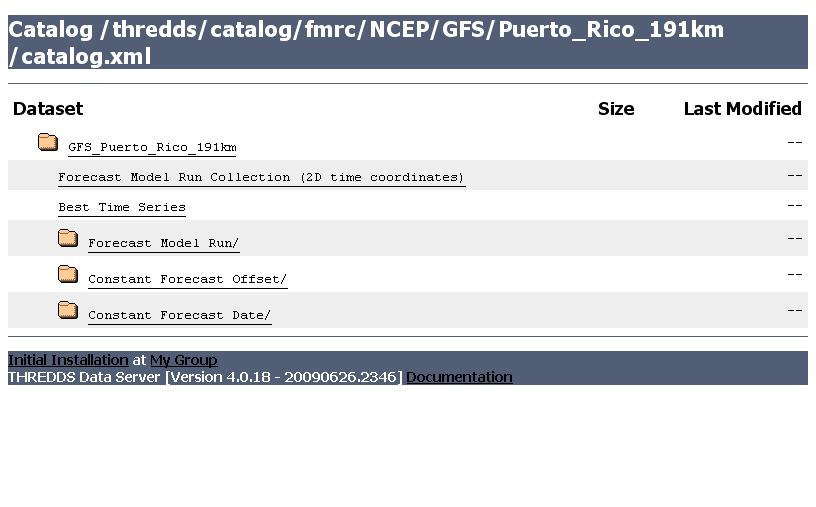 Catalog /thredds/catalog/fmrc/NCEP/GFS/Puerto_Rico_191km
/catalog.xml
Dataset Size Last Modified
GFS_Puerto_Rico_191km --
Forecast Model Run Collection (2D time coordinates) --
Best Time Series --
Forecast Model Run/ --
Constant Forecast Offset/ --
Constant Forecast Date/ --
Initial Installation at My Group
THREDDS Data Server [Version 4.0.18 - 20090626.2346] Documentation